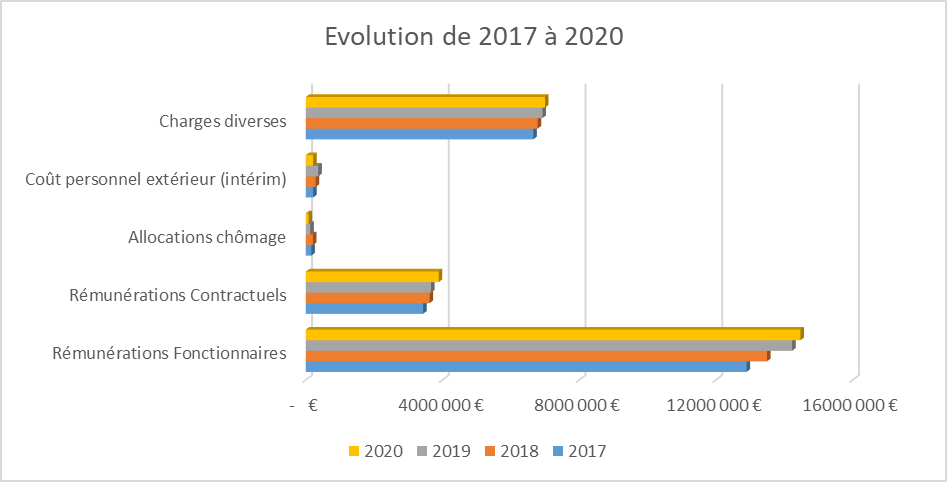 Evolution de 2017 à 2020
Charges diverses
Coût personnel extérieur (intérim)
Allocations chômage
Rémunérations Contractuels
Rémunérations Fonctionnaires
- € 4000 000 € 8000 000 € 12000 000 € 16000 000 €
2020 2019 2018 2017